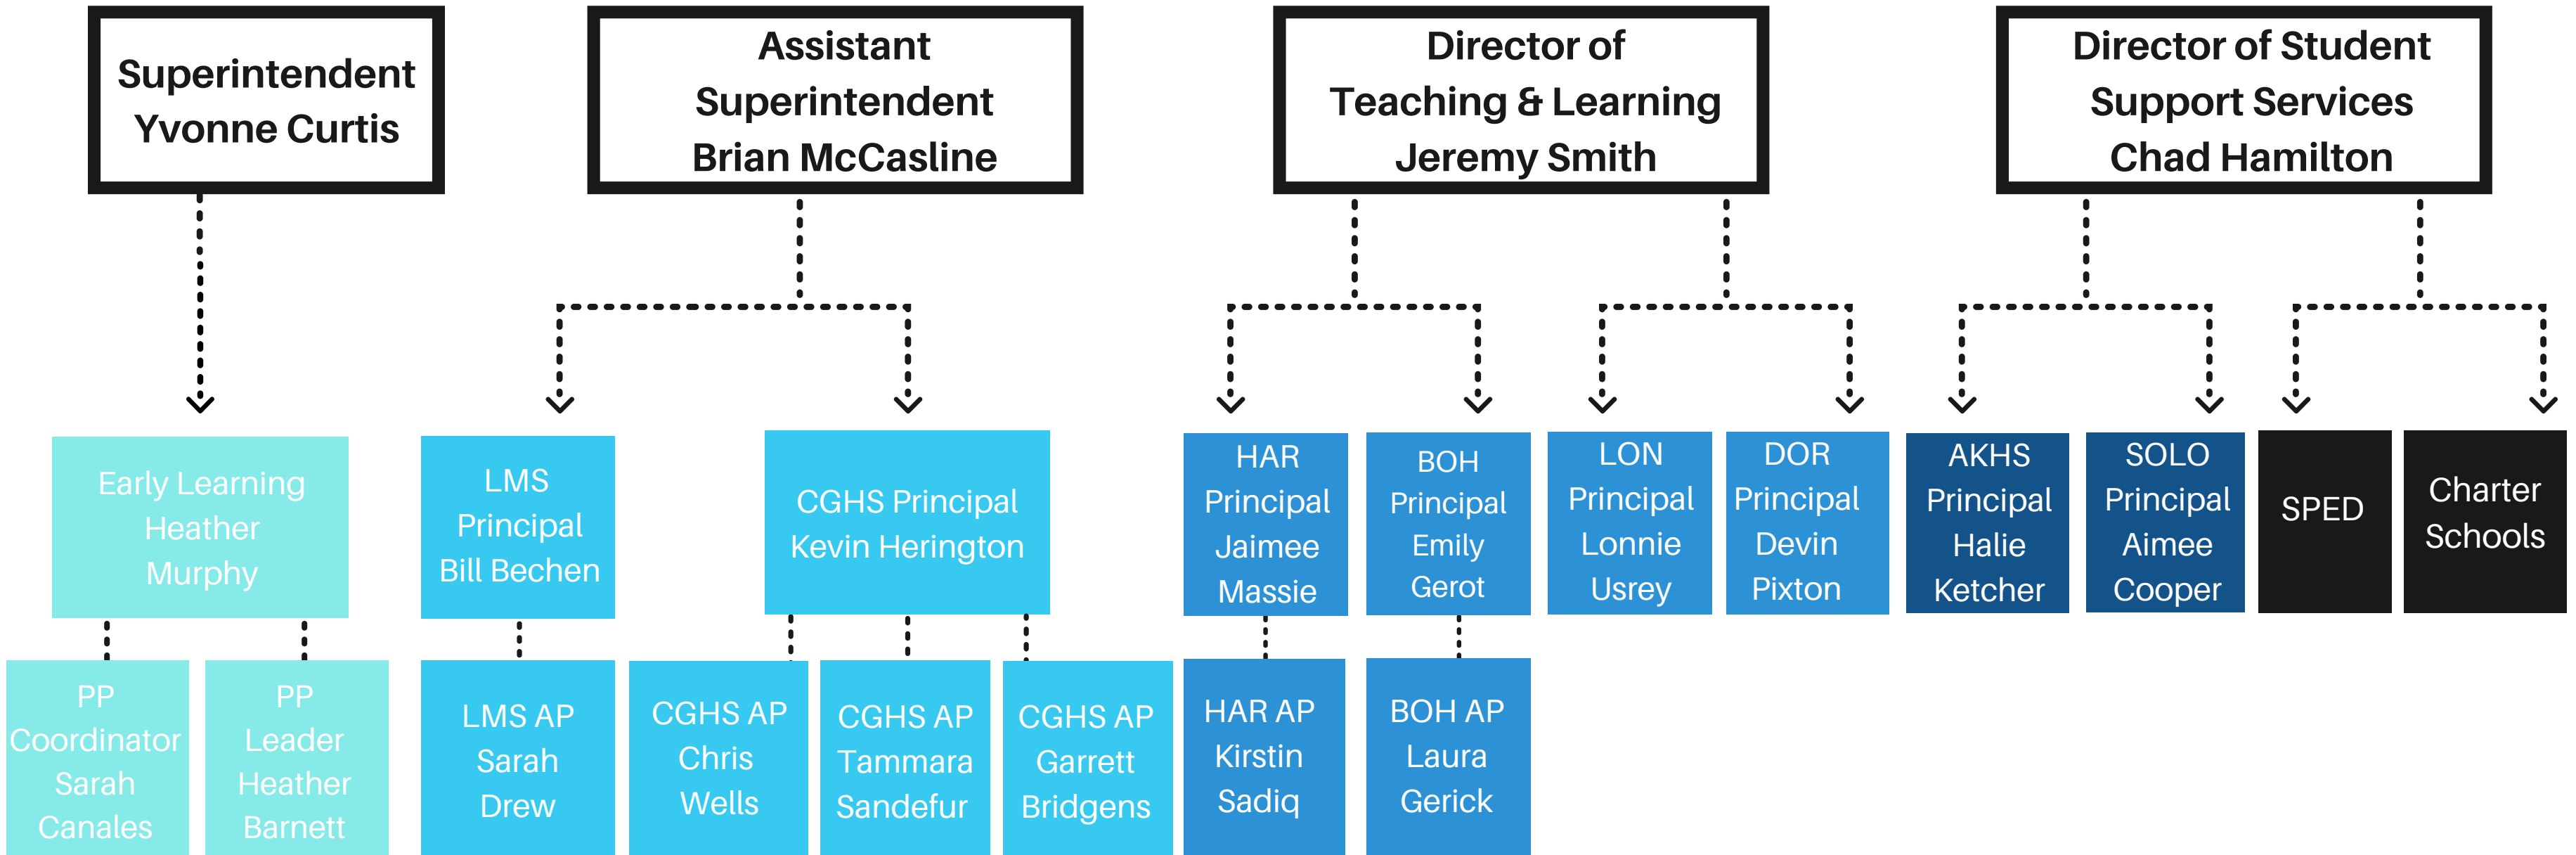 Superintendent
Yvonne Curtis
Assistant
Superintendent
Brian McCasline
Director of
Teaching & Learning
Jeremy Smith
Director of Student
Support Services
Chad Hamilton
Early Learning
Heather
Murphy
LMS
Principal
Bill Bechen
CGHS Principal
Kevin Herington
HAR
Principal
Jaimee
Massie
BOH
Principal
Emily
Gerot
LON
Principal
Lonnie
Usrey
DOR
Principal
Devin
Pixton
AKHS
Principal
Halie
Ketcher
SOLO
Principal
Aimee
Cooper
SPED
Charter
Schools
PP
Coordinator
Sarah
Canales
PP
Leader
Heather
Barnett
LMS AP
Sarah
Drew
CGHS AP
Chris
Wells
CGHS AP
Tammara
Sandefur
CGHS AP
Garrett
Bridgens
HAR AP
Kirstin
Sadiq
BOH AP
Laura
Gerick